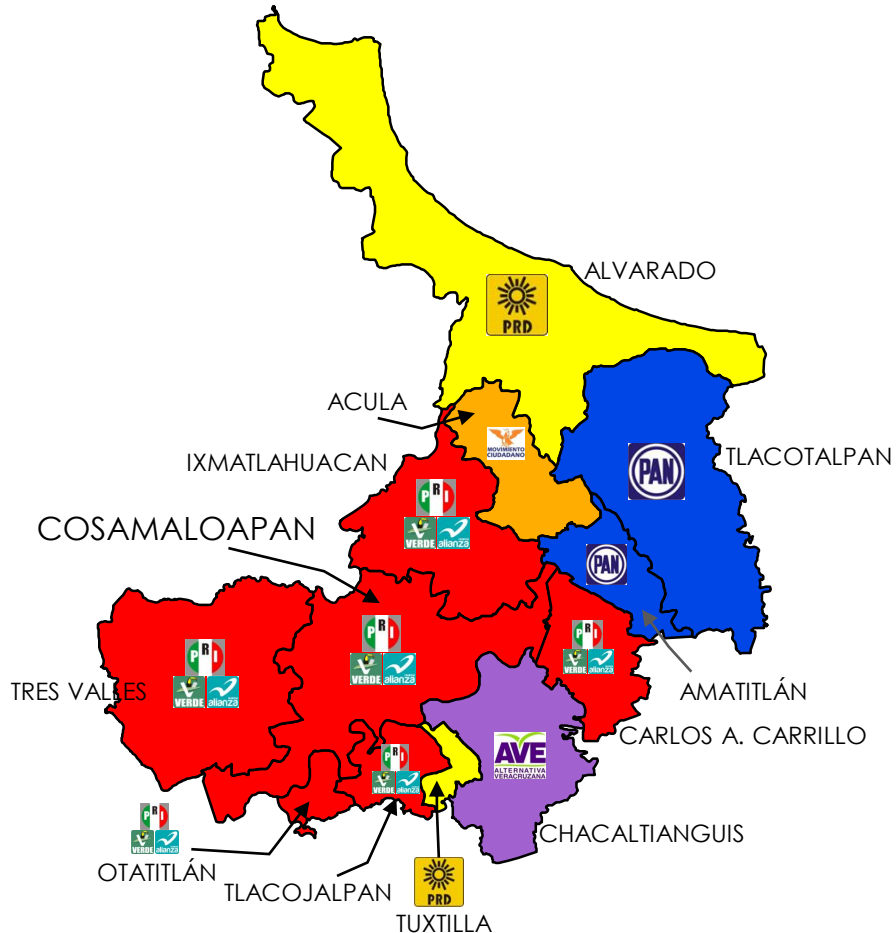 ALVARADO
PRD
ACULA
MOVIMIENTO
CIUDADANO
IXMATLAHUACAN
PAN
TLACOTALPAN
PRI
VERDE alianza
COSAMALOAPAN
PAN
PRI
VERDE alianza
PRI
VERDE alianza
PRI
VERDE alianza
TRES VALLES
AMATITLÁN
CARLOS A. CARRILLO
AVE
ALTERNATIVA
VERACRUZANA
PRI
VERDE alianza
PRI
VERDE alianza
CHACALTIANGUIS
OTATITLÁN
TLACOJALPAN
PRD
TUXTILLA